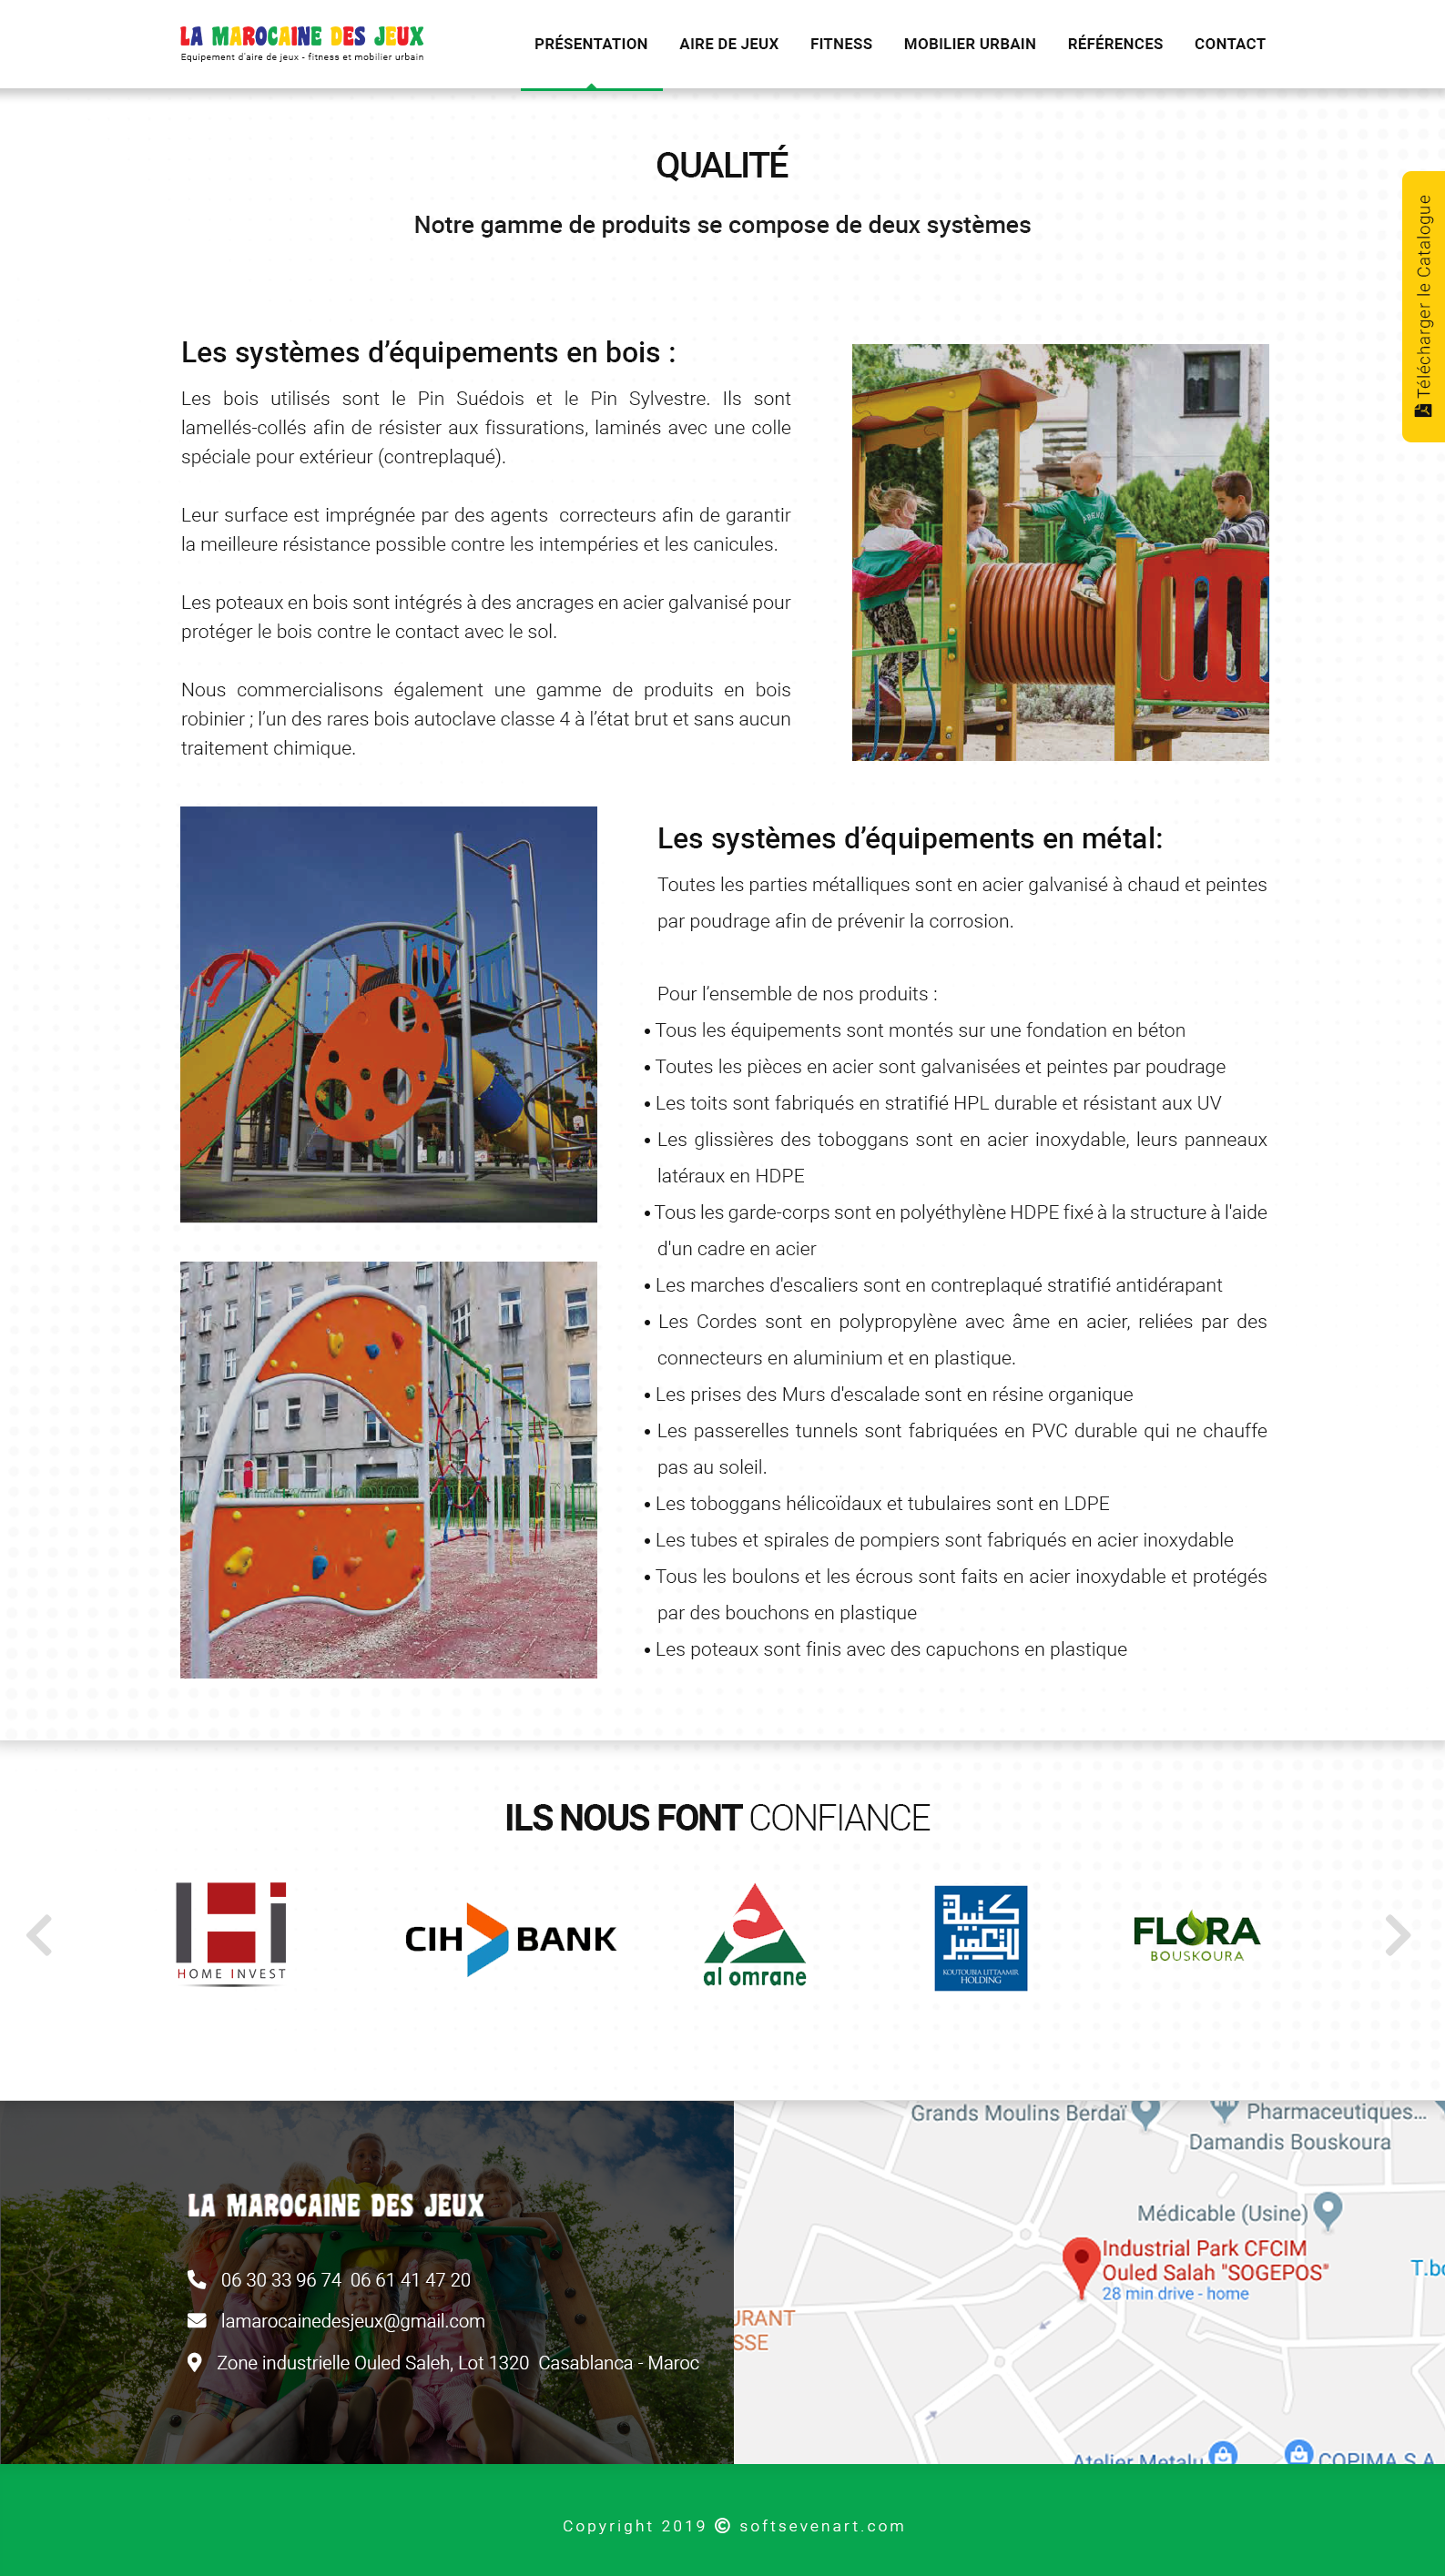 LA MAROCAINE DES JEUX
Equipement d'aire de jeux - fitness et mobilier urbain
PRÉSENTATION
AIRE DE JEUX
FITNESS
MOBILIER URBAIN
RÉFÉRENCES
CONTACT
QUALITÉ
Notre gamme de produits se compose de deux systèmes
Télécharger le Catalogue
Les systèmes d’équipements en bois :
Les bois utilisés sont le Pin Suédois et le Pin Sylvestre. Ils sont
lamellés-collés afin de résister aux fissurations, laminés avec une colle
spéciale pour extérieur (contreplaqué).
Leur surface est imprégnée par des agents  correcteurs afin de garantir
la meilleure résistance possible contre les intempéries et les canicules.
Les poteaux en bois sont intégrés à des ancrages en acier galvanisé pour
protéger le bois contre le contact avec le sol.
Nous commercialisons également une gamme de produits en bois
robinier ; l’un des rares bois autoclave classe 4 à l’état brut et sans aucun
traitement chimique.
Les systèmes d’équipements en métal:
Toutes les parties métalliques sont en acier galvanisé à chaud et peintes
par poudrage afin de prévenir la corrosion.
Pour l’ensemble de nos produits :
• Tous les équipements sont montés sur une fondation en béton
• Toutes les pièces en acier sont galvanisées et peintes par poudrage
• Les toits sont fabriqués en stratifié HPL durable et résistant aux UV
• Les glissières des toboggans sont en acier inoxydable, leurs panneaux
latéraux en HDPE
• Tous les garde-corps sont en polyéthylène HDPE fixé à la structure à l'aide
d'un cadre en acier
• Les marches d'escaliers sont en contreplaqué stratifié antidérapant
• Les Cordes sont en polypropylène avec âme en acier, reliées par des
connecteurs en aluminium et en plastique.
• Les prises des Murs d'escalade sont en résine organique
• Les passerelles tunnels sont fabriquées en PVC durable qui ne chauffe
pas au soleil.
• Les toboggans hélicoïdaux et tubulaires sont en LDPE
• Les tubes et spirales de pompiers sont fabriqués en acier inoxydable
• Tous les boulons et les écrous sont faits en acier inoxydable et protégés
par des bouchons en plastique
• Les poteaux sont finis avec des capuchons en plastique
ILS NOUS FONT CONFIANCE
HOME INVEST
CIH BANK
al omrane
كتبية
التعمير
KOUTOUBIA LITTAAMIR
HOLDING
FLORA
BOUSKOURA
LA MAROCAINE DES JEUX
06 30 33 96 74  06 61 41 47 20
lamarocainedesjeux@gmail.com
Zone industrielle Ouled Saleh, Lot 1320  Casablanca - Maroc
Grands Moulins Berdaï
Pharmaceutiques...
Damandis Bouskoura
Médicable (Usine)
Industrial Park CFCIM
Ouled Salah "SOGEPOS"
28 min drive - home
T.bo
URANT
SSE
Atelier Metalu
COPIMA S.A
Copyright 2019 © softsevenart.com